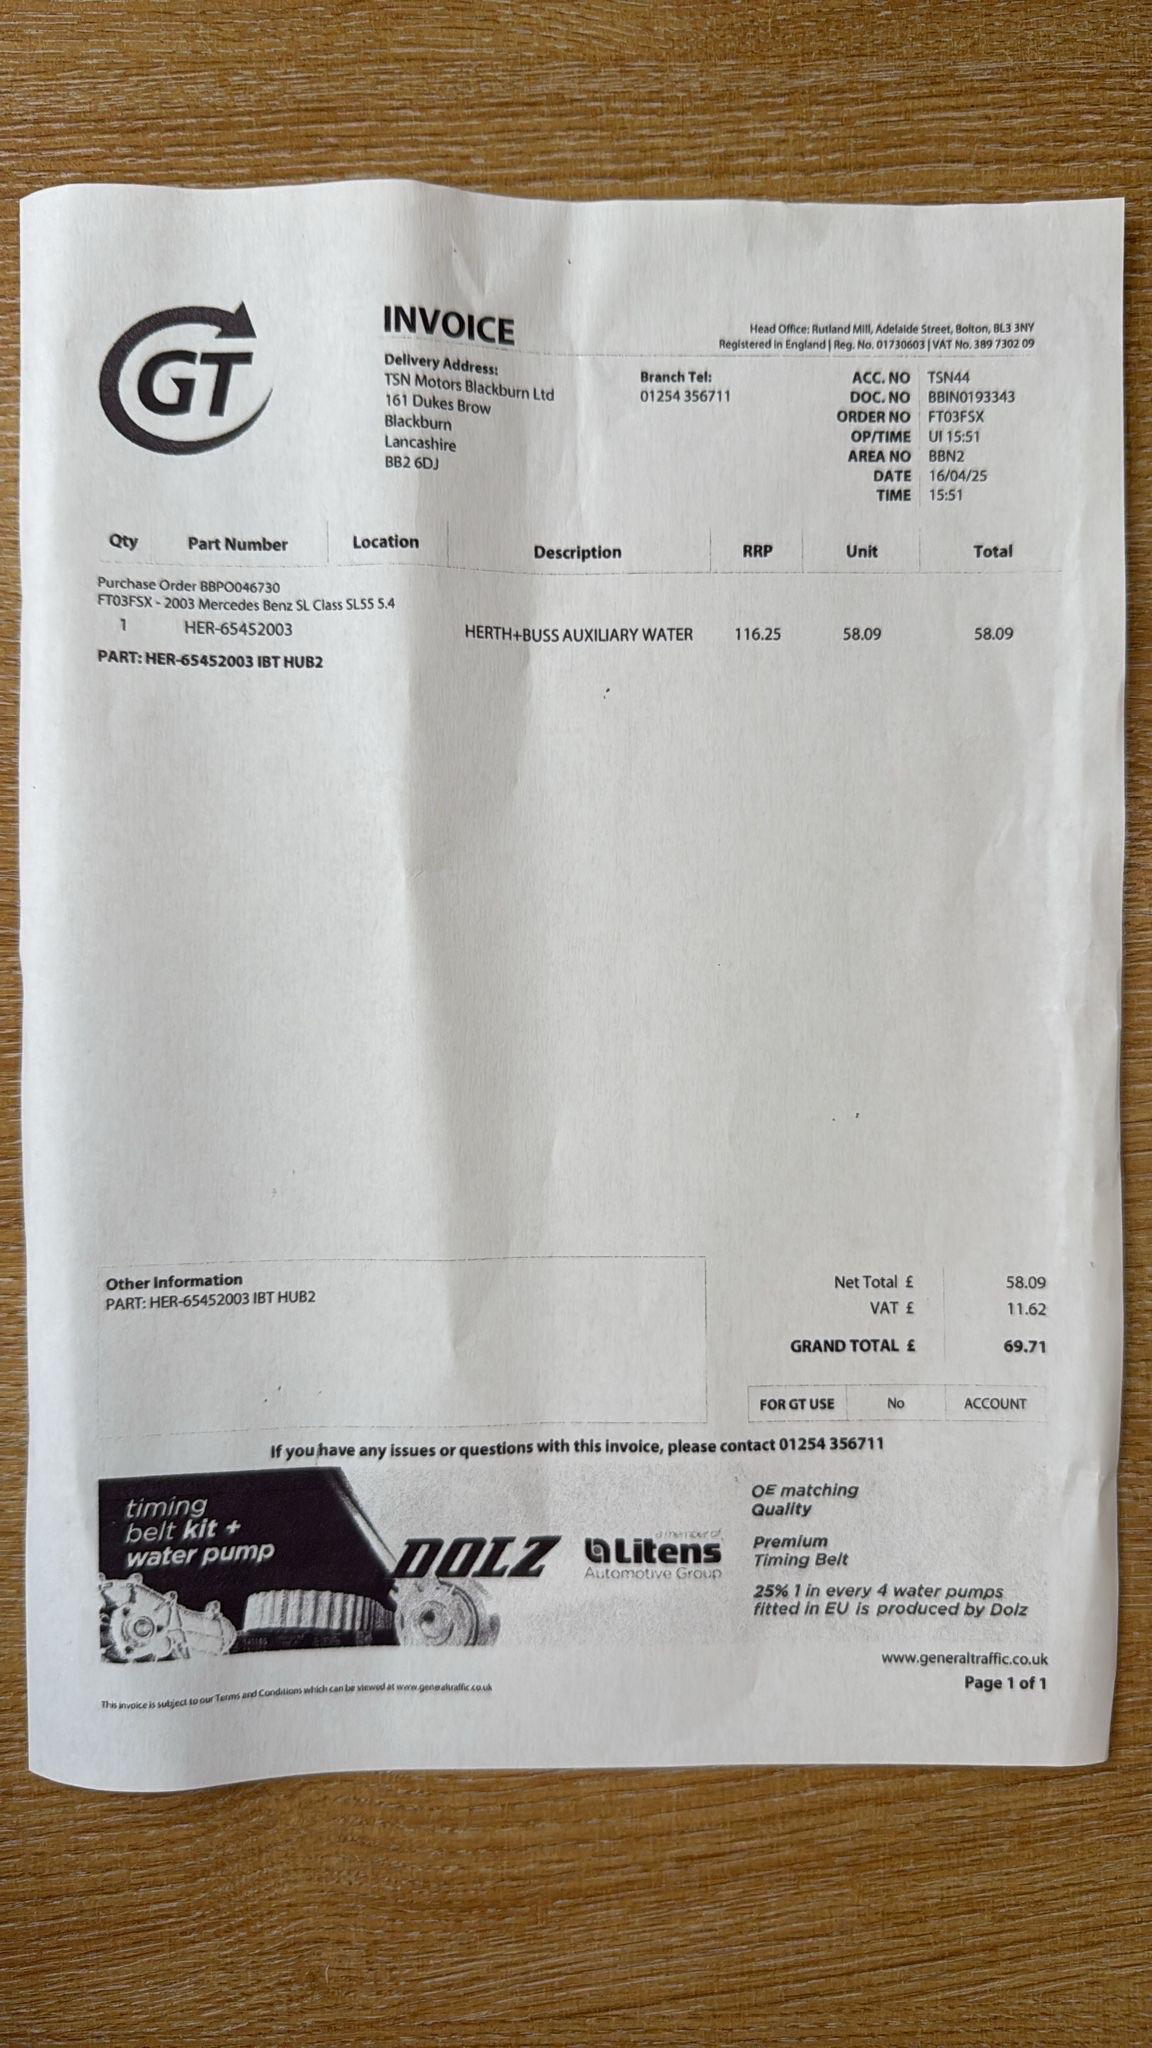 GT
INVOICE
Head Office: Rutland Mill, Adelaide Street, Bolton, BL3 3NY
Registered in England | Reg. No. 01730603 | VAT No. 389 7302 09
Delivery Address:
TSN Motors Blackburn Ltd
161 Dukes Brow
Blackburn
Lancashire
BB2 6DJ
Branch Tel:
01254 356711
ACC. NO TSN44
DOC. NO BBIN0193343
ORDER NO FT03FSX
OP/TIME UI 15:51
AREA NO BBN2
DATE 16/04/25
TIME 15:51
Qty Part Number Location Description RRP Unit Total
Purchase Order BBPO046730
FT03FSX - 2003 Mercedes Benz SL Class SL55 5.4
1 HER-65452003 HERTH+BUSS AUXILIARY WATER 116.25 58.09 58.09
PART: HER-65452003 IBT HUB2
Other Information
PART: HER-65452003 IBT HUB2
Net Total £ 58.09
VAT £ 11.62
GRAND TOTAL £ 69.71
FOR GT USE No ACCOUNT
If you have any issues or questions with this invoice, please contact 01254 356711
timing
belt kit +
water pump
DOLZ
a member of
Litens
Automotive Group
OE matching
Quality
Premium
Timing Belt
25% 1 in every 4 water pumps
fitted in EU is produced by Dolz
www.generaltraffic.co.uk
Page 1 of 1
This invoice is subject to our Terms and Conditions which can be viewed at www.generaltraffic.co.uk